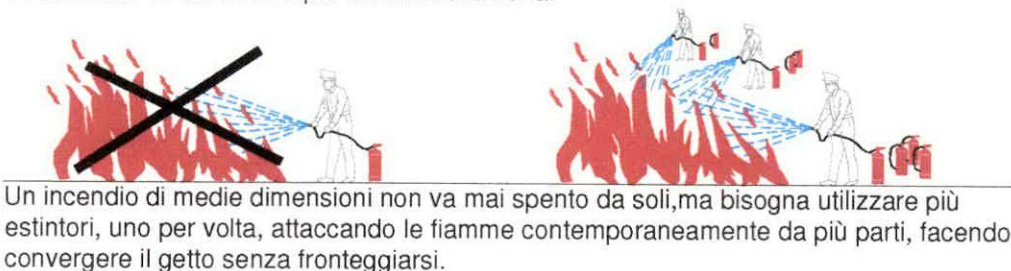 Un incendio di medie dimensioni non va mai spento da soli,ma bisogna utilizzare più
estintori, uno per volta, attaccando le fiamme contemporaneamente da più parti, facendo
convergere il getto senza fronteggiarsi.